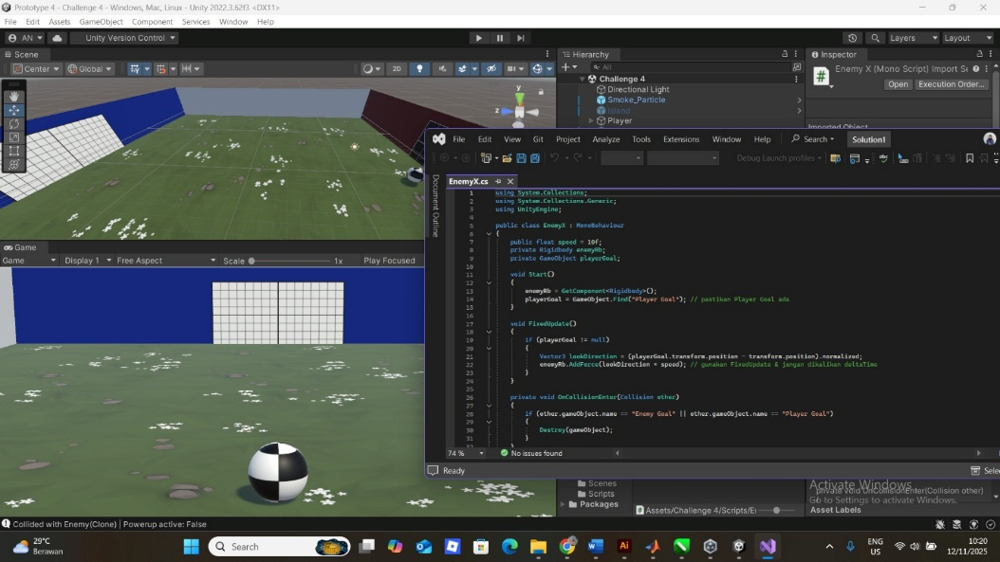 Prototype 4 - Challenge 4 - Windows, Mac, Linux - Unity 2022.3.62f3 <DX11>
File Edit Assets GameObject Component Services Window Help
AN Unity Version Control Layers Layout
Scene
Center Global 2D
Hierarchy
All
Challenge 4
Directional Light
Smoke_Particle
Island
Player
Inspector
Enemy X (Mono Script) Import Se
Open Execution Order...
Imported Object
y
z
Game
Game Display 1 Free Aspect Scale 1x Play Focused
File Edit View Git Project Analyze Tools Extensions Window Help Search Solution1
Debug Launch profiles
Document Outline
EnemyX.cs
1 using System.Collections;
2 using System.Collections.Generic;
3 using UnityEngine;
4
5 public class EnemyX : MonoBehaviour
6 {
7 public float speed = 10f;
8 private Rigidbody enemyRb;
9 private GameObject playerGoal;
10
11 void Start()
12 {
13 enemyRb = GetComponent<Rigidbody>();
14 playerGoal = GameObject.Find("Player Goal"); // pastikan Player Goal ada
15 }
16
17 void FixedUpdate()
18 {
19 if (playerGoal != null)
20 {
21 Vector3 lookDirection = (playerGoal.transform.position - transform.position).normalized;
22 enemyRb.AddForce(lookDirection * speed); // gunakan FixedUpdate & jangan dikalikan deltaTime
23 }
24 }
25
26 private void OnCollisionEnter(Collision other)
27 {
28 if (other.gameObject.name == "Enemy Goal" || other.gameObject.name == "Player Goal")
29 {
30 Destroy(gameObject);
31 }
32 }
74 % No issues found
Ready Selec
Scenes
Scripts
Packages
Assets/Challenge 4/Scripts/E
Activate Windows
private void OnCollisionEnter(Collision other)
Go to Settings to activate Windows.
Asset Labels
Collided with Enemy(Clone) | Powerup active: False
29°C
Berawan
Search
ENG
US
10:20
12/11/2025